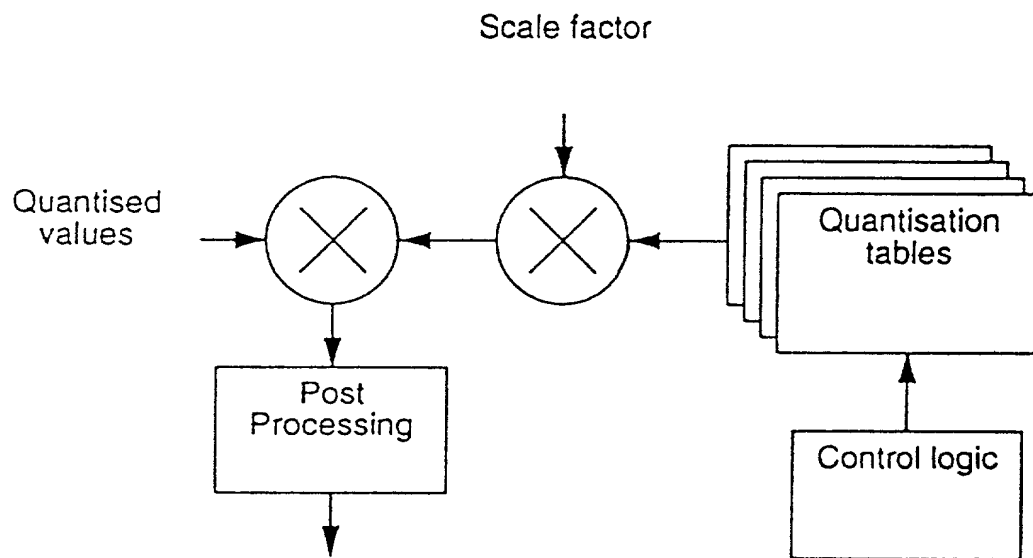 Scale factor
Quantised
values
Quantisation
tables
Post
Processing
Control logic